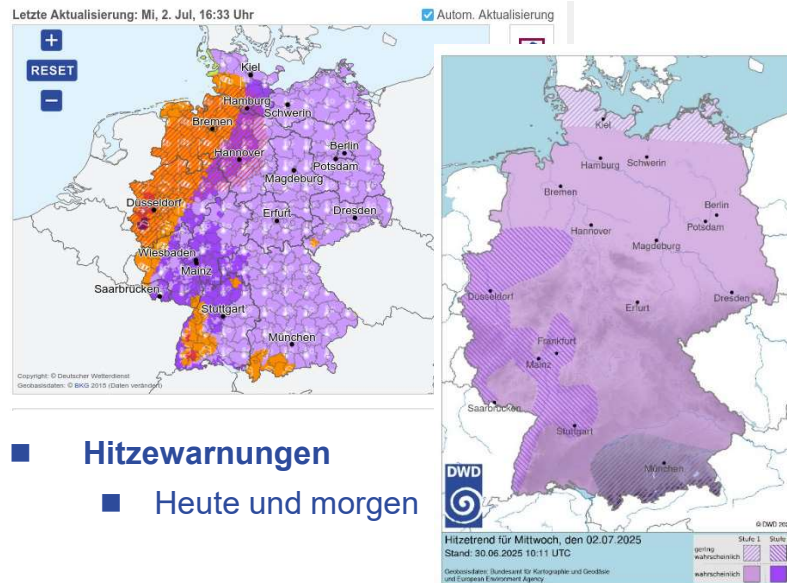 Letzte Aktualisierung: Mi, 2. Jul, 16:33 Uhr
Autom. Aktualisierung
+
RESET
−
Kiel
Hamburg
Schwerin
Bremen
Hannover
Berlin
Potsdam
Magdeburg
Düsseldorf
Erfurt
Dresden
Wiesbaden
Mainz
Saarbrücken
Stuttgart
München
Copyright: © Deutscher Wetterdienst
Geobasisdaten: © BKG 2015 (Daten verändert)
Kiel
Hamburg
Schwerin
Bremen
Berlin
Potsdam
Hannover
Magdeburg
Düsseldorf
Erfurt
Dresden
Frankfurt
Mainz
Saarbrücken
Stuttgart
München
DWD
© DWD 202
Hitzetrend für Mittwoch, den 02.07.2025
Stand: 30.06.2025 10:11 UTC
Geobasisdaten: Bundesamt für Kartographie und Geodäsie
und European Environment Agency
Stufe 1 Stufe
gering
wahrscheinlich
wahrscheinlich
Hitzewarnungen
Heute und morgen